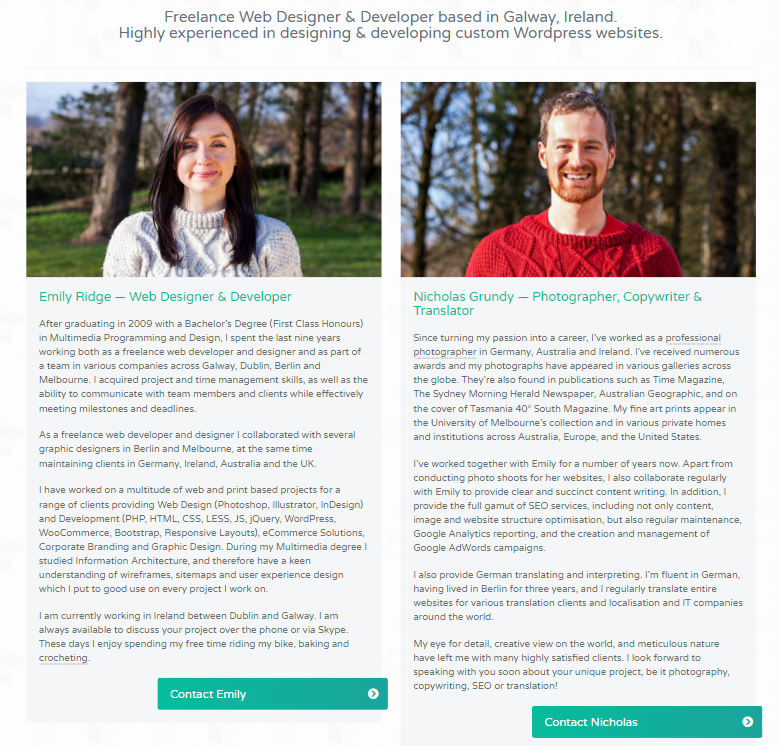 Freelance Web Designer & Developer based in Galway, Ireland.
Highly experienced in designing & developing custom Wordpress websites.
Emily Ridge — Web Designer & Developer
After graduating in 2009 with a Bachelor's Degree (First Class Honours)
in Multimedia Programming and Design, I spent the last nine years
working both as a freelance web developer and designer and as part of
a team in various companies across Galway, Dublin, Berlin and
Melbourne. I acquired project and time management skills, as well as the
ability to communicate with team members and clients while effectively
meeting milestones and deadlines.
As a freelance web developer and designer I collaborated with several
graphic designers in Berlin and Melbourne, at the same time
maintaining clients in Germany, Ireland, Australia and the UK.
I have worked on a multitude of web and print based projects for a
range of clients providing Web Design (Photoshop, Illustrator, InDesign)
and Development (PHP, HTML, CSS, LESS, JS, jQuery, WordPress,
WooCommerce, Bootstrap, Responsive Layouts), eCommerce Solutions,
Corporate Branding and Graphic Design. During my Multimedia degree I
studied Information Architecture, and therefore have a keen
understanding of wireframes, sitemaps and user experience design
which I put to good use on every project I work on.
I am currently working in Ireland between Dublin and Galway. I am
always available to discuss your project over the phone or via Skype.
These days I enjoy spending my free time riding my bike, baking and
crocheting.
Contact Emily
Nicholas Grundy — Photographer, Copywriter &
Translator
Since turning my passion into a career, I've worked as a professional
photographer in Germany, Australia and Ireland. I've received numerous
awards and my photographs have appeared in various galleries across
the globe. They're also found in publications such as Time Magazine,
The Sydney Morning Herald Newspaper, Australian Geographic, and on
the cover of Tasmania 40° South Magazine. My fine art prints appear in
the University of Melbourne's collection and in various private homes
and institutions across Australia, Europe, and the United States.
I've worked together with Emily for a number of years now. Apart from
conducting photo shoots for her websites, I also collaborate regularly
with Emily to provide clear and succinct content writing. In addition, I
provide the full gamut of SEO services, including not only content,
image and website structure optimisation, but also regular maintenance,
Google Analytics reporting, and the creation and management of
Google AdWords campaigns.
I also provide German translating and interpreting. I'm fluent in German,
having lived in Berlin for three years, and I regularly translate entire
websites for various translation clients and localisation and IT companies
around the world.
My eye for detail, creative view on the world, and meticulous nature
have left me with many highly satisfied clients. I look forward to
speaking with you soon about your unique project, be it photography,
copywriting, SEO or translation!
Contact Nicholas